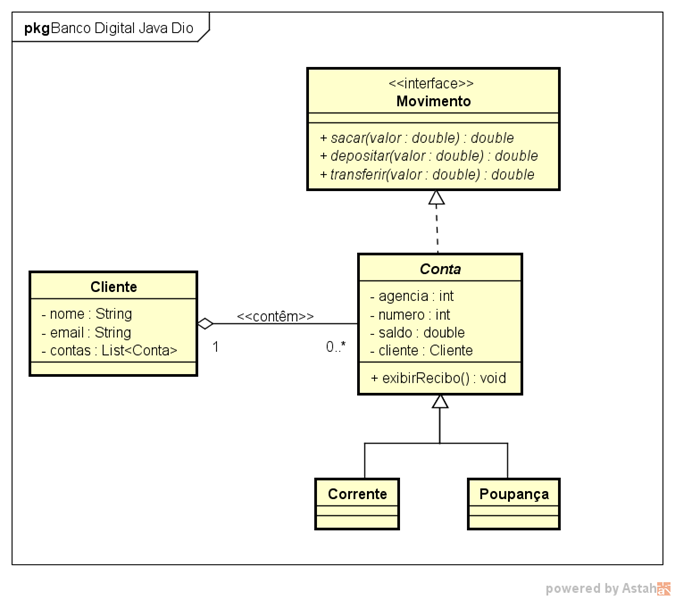 pkg Banco Digital Java Dio
<<interface>>
Movimento
+ sacar(valor : double) : double
+ depositar(valor : double) : double
+ transferir(valor : double) : double
Cliente
- nome : String
- email : String
- contas : List<Conta>
<<contêm>>
1
0..*
Conta
- agencia : int
- numero : int
- saldo : double
- cliente : Cliente
+ exibirRecibo() : void
Corrente
Poupança
powered by Astah